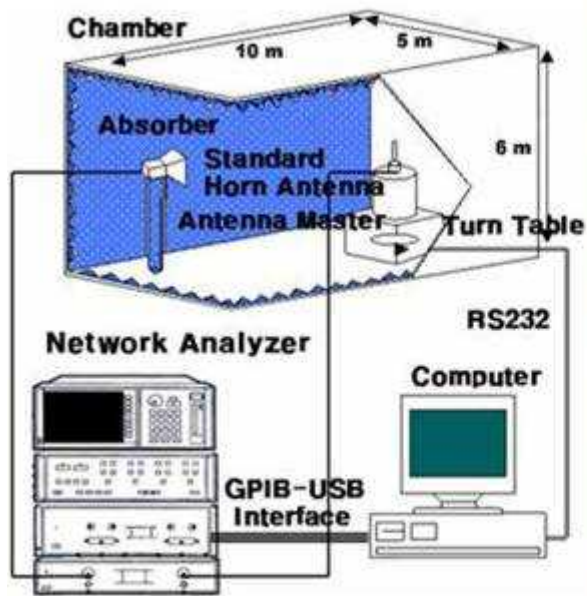 Chamber
10 m
5 m
Absorber
6 m
Standard
Horn Antenna
Antenna Master
Turn Table
RS232
Network Analyzer
Computer
GPIB-USB
Interface